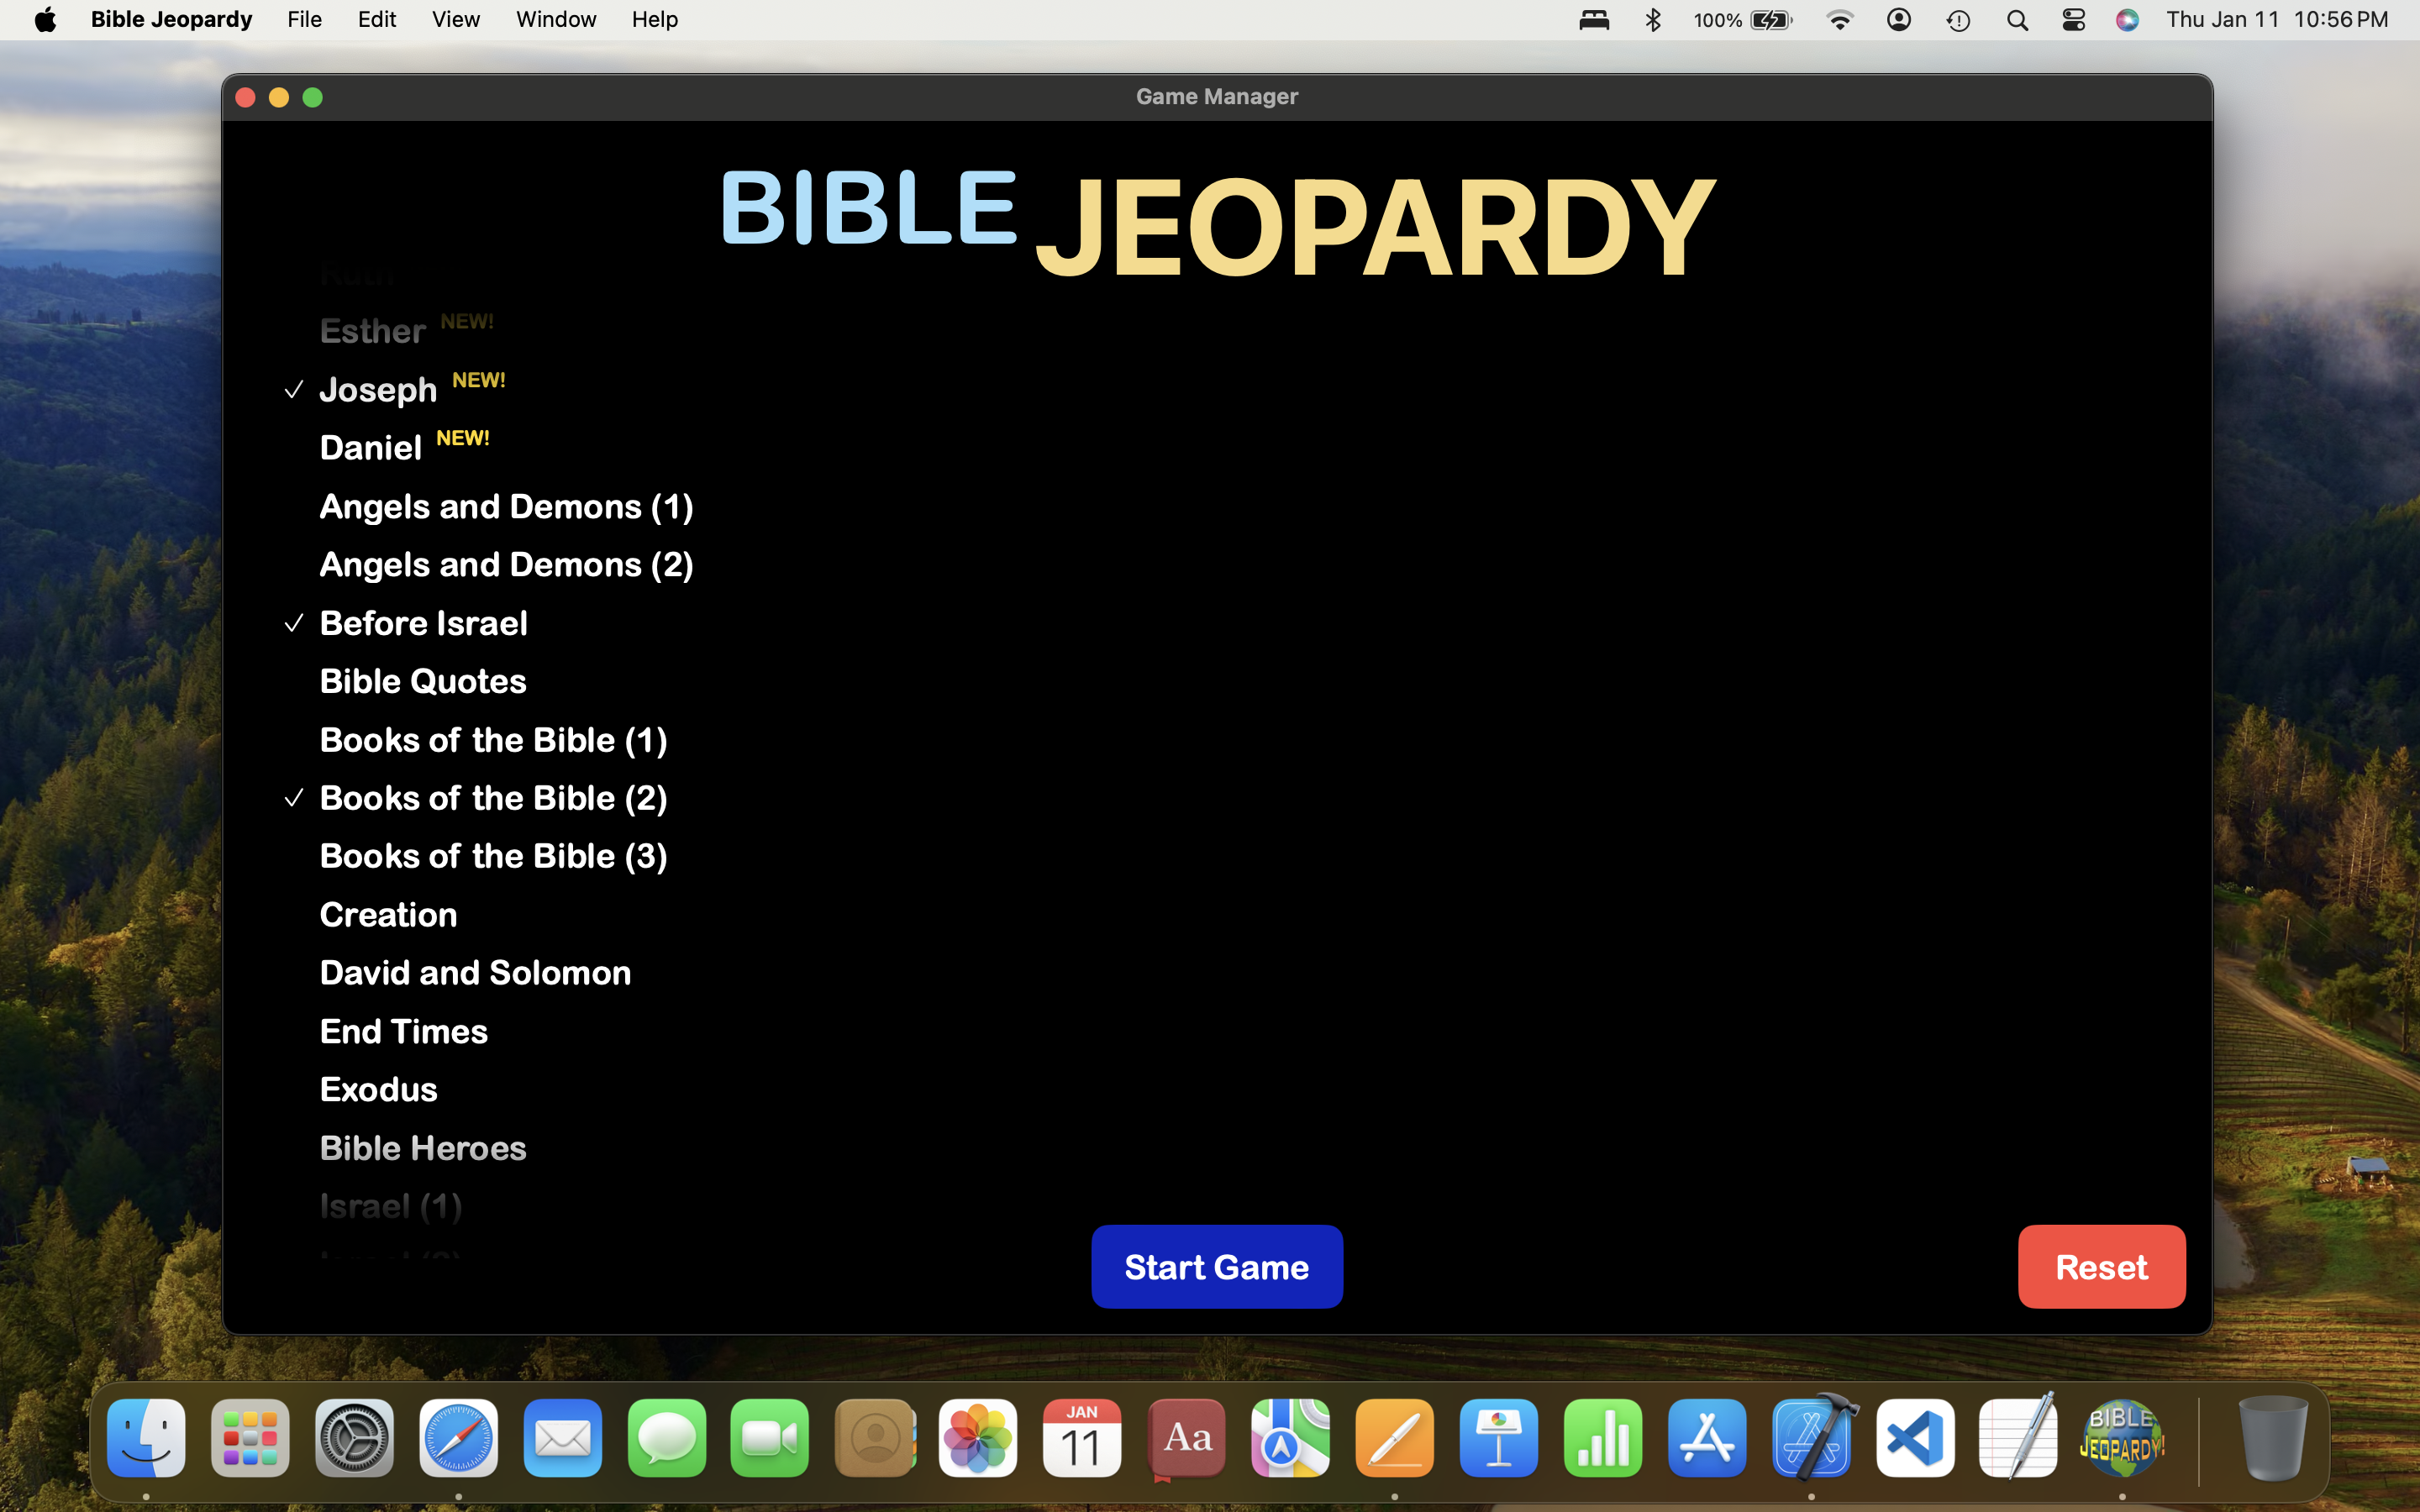 Bible Jeopardy File Edit View Window Help 100% Thu Jan 11 10:56 PM
Game Manager
BIBLE JEOPARDY
Ruth
Esther NEW!
✓ Joseph NEW!
Daniel NEW!
Angels and Demons (1)
Angels and Demons (2)
✓ Before Israel
Bible Quotes
Books of the Bible (1)
✓ Books of the Bible (2)
Books of the Bible (3)
Creation
David and Solomon
End Times
Exodus
Bible Heroes
Israel (1)
Start Game
Reset
JAN
11
Aa
BIBLE
JEOPARDY!